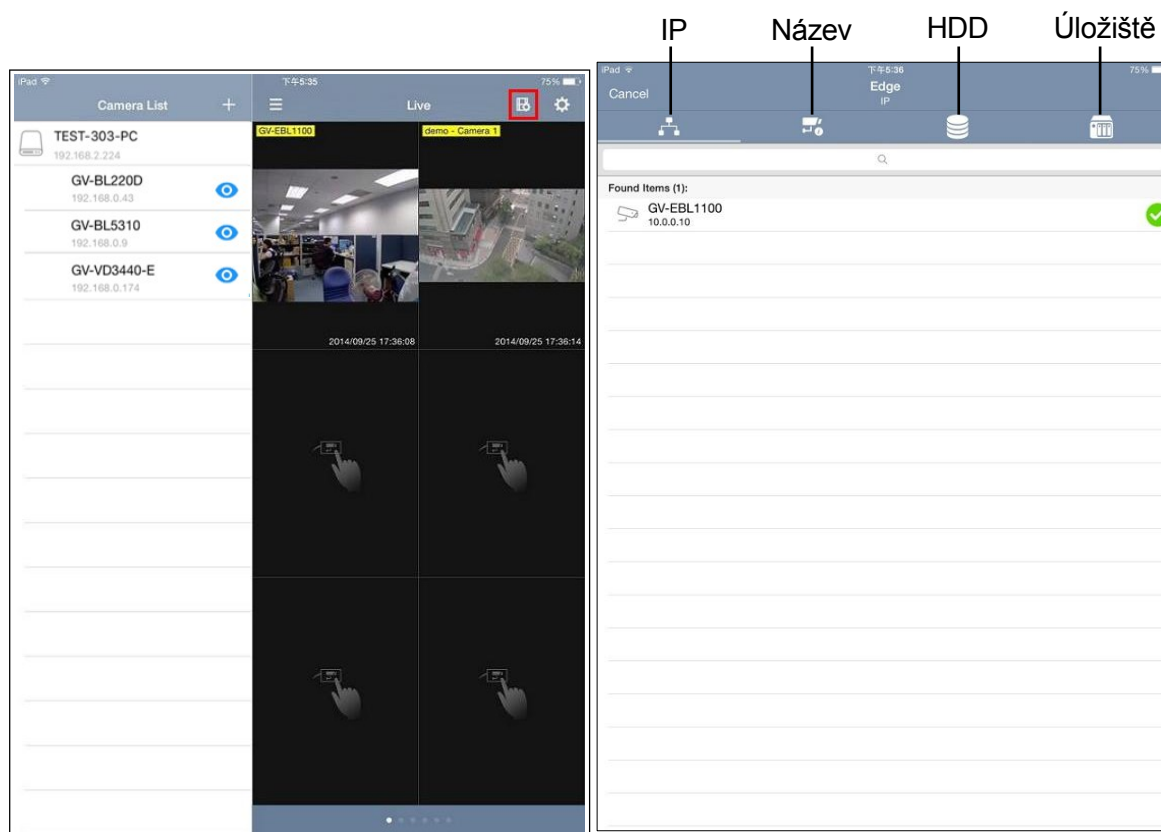 IP Název HDD Úložiště
iPad 下午5:35 75%
Camera List + Live
TEST-303-PC
192.168.2.224
GV-BL220D
192.168.0.43
GV-BL5310
192.168.0.9
GV-VD3440-E
192.168.0.174
GV-EBL1100 demo - Camera 1
2014/09/25 17:36:08 2014/09/25 17:36:14
iPad 下午5:36 75%
Cancel Edge
IP
Found Items (1):
GV-EBL1100
10.0.0.10